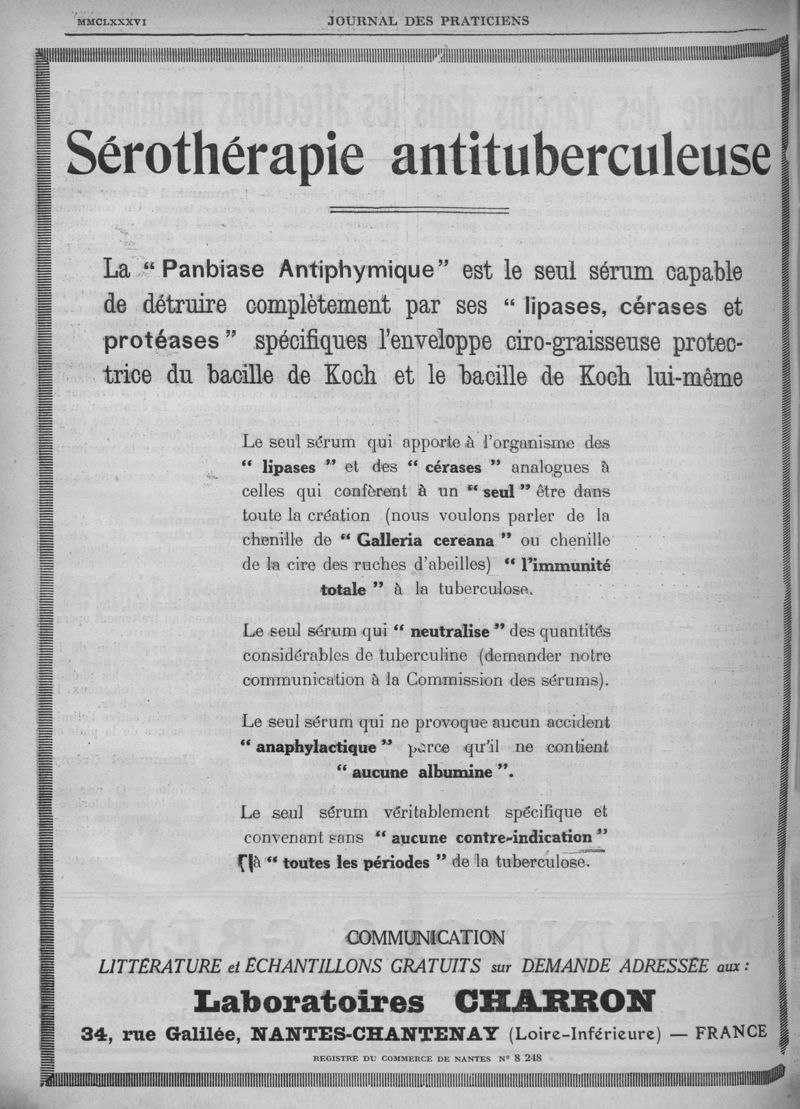 MMCLXXXVI JOURNAL DES PRATICIENS
Sérothérapie antituberculeuse
La “ Panbiase Antiphymique” est le seul sérum capable
de détruire complètement par ses “ lipases, cérases et
protéases ” spécifiques l’enveloppe ciro-graisseuse protec-
trice du bacille de Koch et le bacille de Koch lui-même
Le seul sérum qui apporte à l’organisme des
“ lipases ” et des “ cérases ” analogues à
celles qui confèrent à un “ seul ” être dans
toute la création (nous voulons parler de la
chenille de “ Galleria cereana ” ou chenille
de la cire des ruches d’abeilles) “ l’immunité
totale ” à la tuberculose.
Le seul sérum qui “ neutralise ” des quantités
considérables de tuberculine (demander notre
communication à la Commission des sérums).
Le seul sérum qui ne provoque aucun accident
“ anaphylactique ” parce qu’il ne contient
“ aucune albumine ”.
Le seul sérum véritablement spécifique et
convenant sans “ aucune contre-indication ”
à “ toutes les périodes ” de la tuberculose.
COMMUNICATION
LITTÉRATURE et ÉCHANTILLONS GRATUITS sur DEMANDE ADRESSÉE aux :
Laboratoires CHARRON
34, rue Galilée, NANTES-CHANTENAY (Loire-Inférieure) — FRANCE
REGISTRE DU COMMERCE DE NANTES N° 8 248